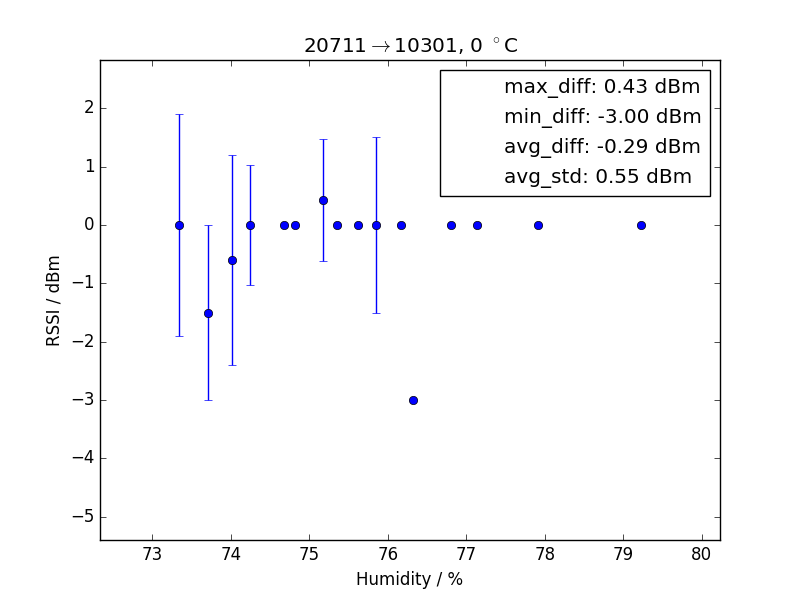 20711→10301, 0 °C
max_diff: 0.43 dBm
min_diff: -3.00 dBm
avg_diff: -0.29 dBm
avg_std: 0.55 dBm
RSSI / dBm
2
1
0
−1
−2
−3
−4
−5
73 74 75 76 77 78 79 80
Humidity / %